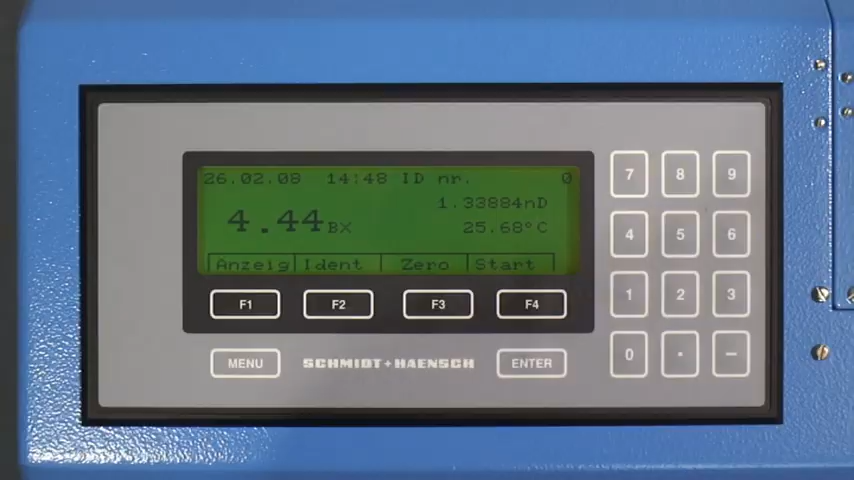 26.02.08 14:48 ID nr. 0
1.33884nD
4.44BX
25.68°C
Anzeig Ident Zero Start
F1 F2 F3 F4
MENU SCHMIDT+HAENSCH ENTER
7 8 9
4 5 6
1 2 3
0 . -